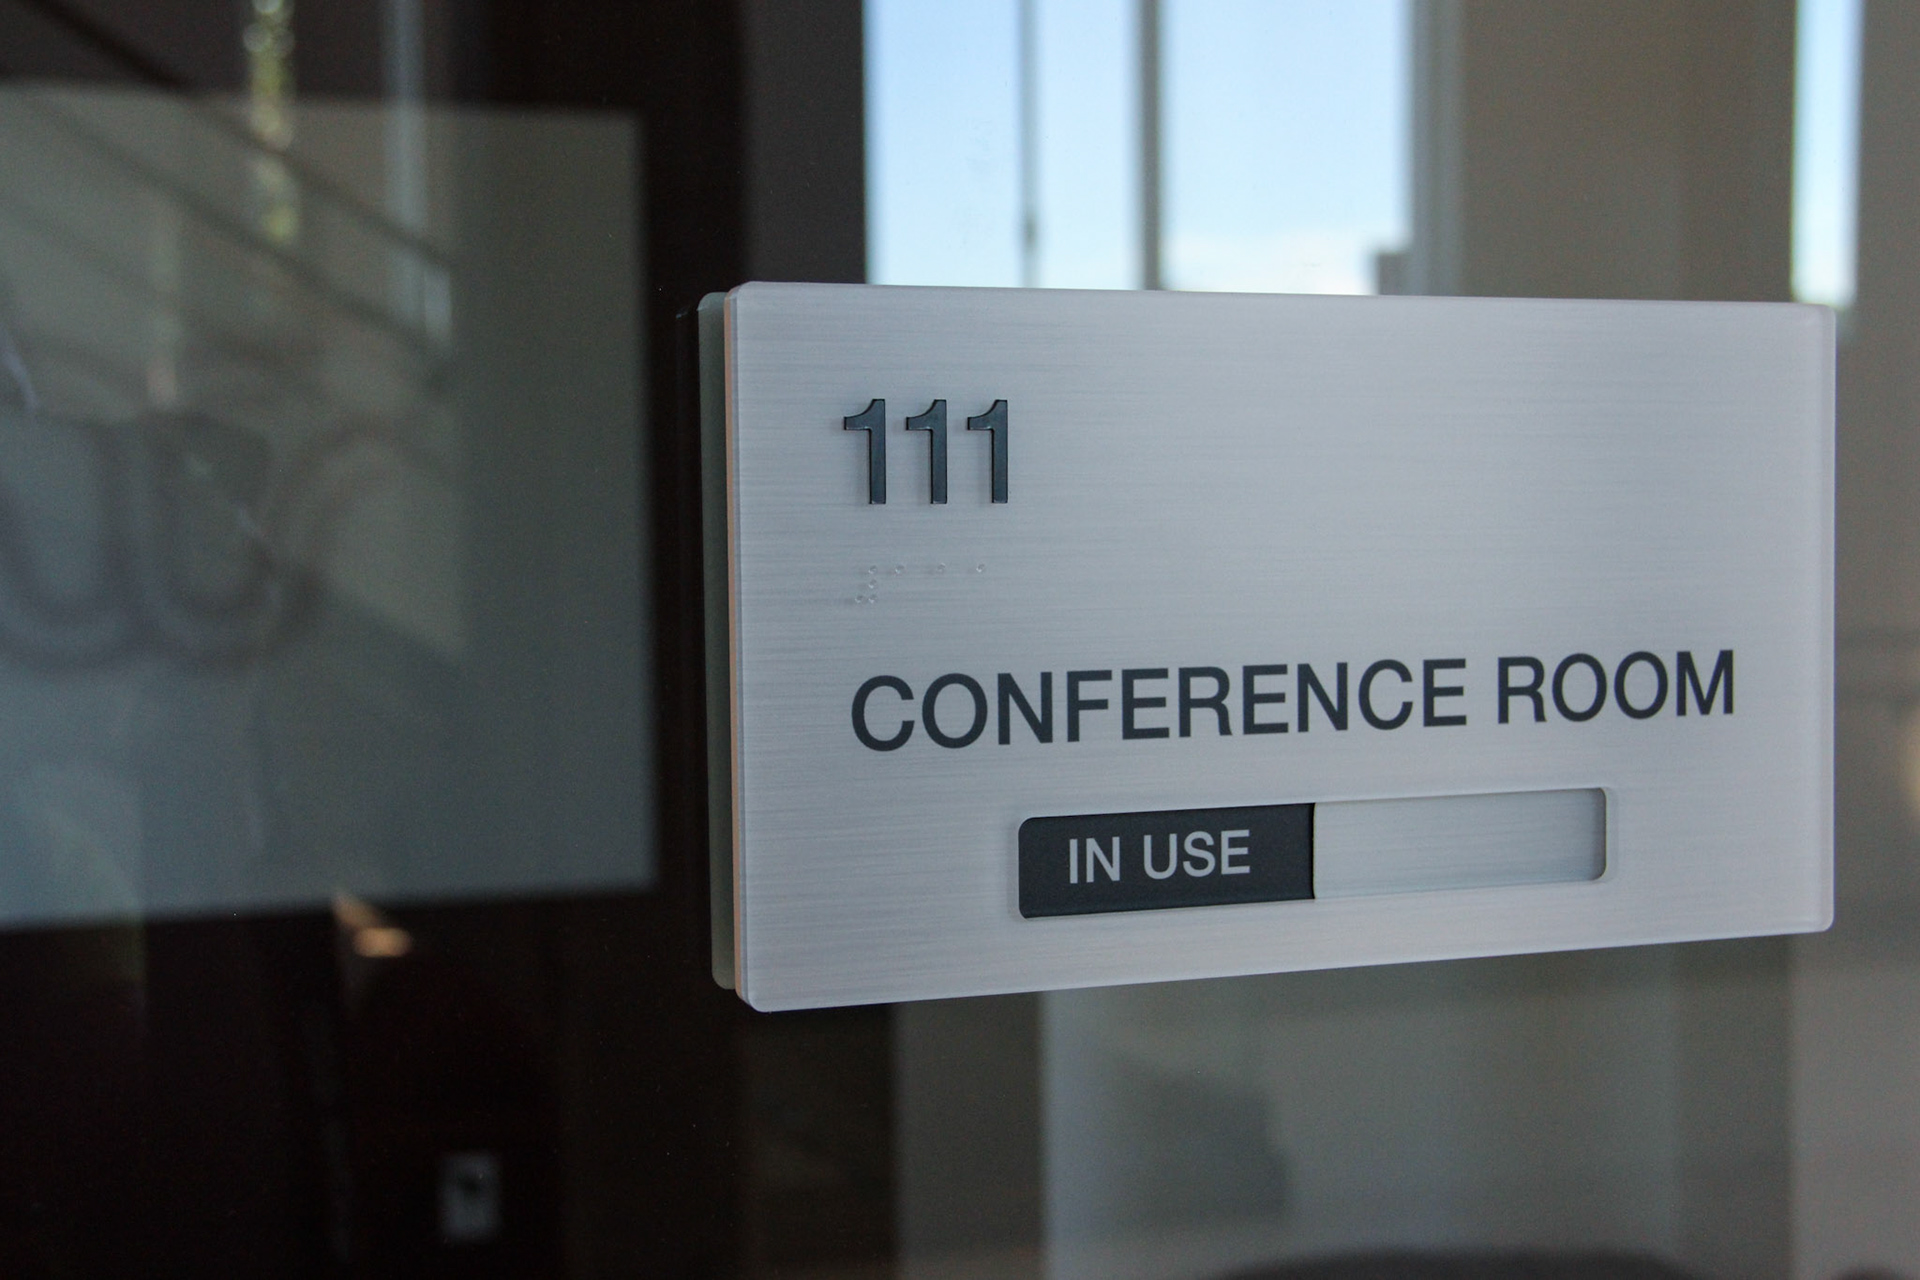 111
⠼⠁⠁⠁
CONFERENCE ROOM
IN USE